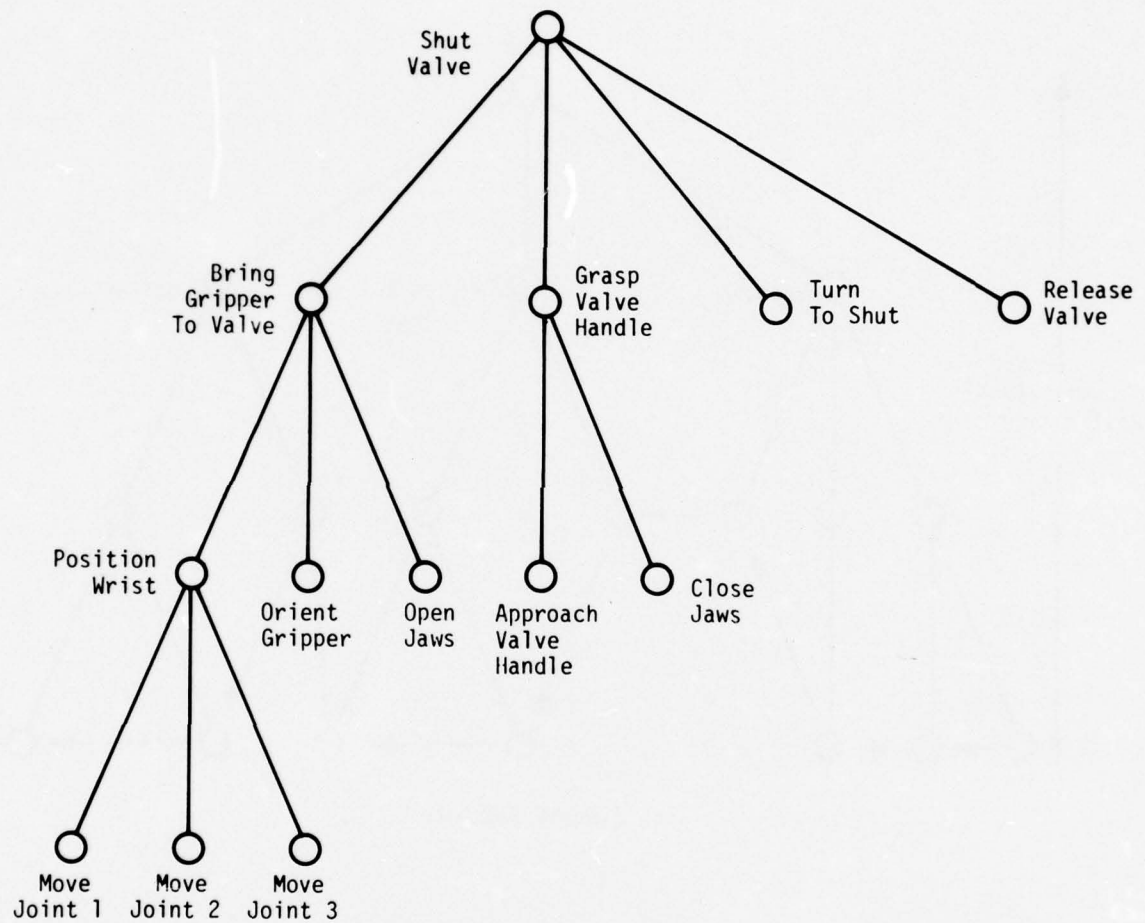 Shut
Valve
Bring
Gripper
To Valve
Grasp
Valve
Handle
Turn
To Shut
Release
Valve
Position
Wrist
Orient
Gripper
Open
Jaws
Approach
Valve
Handle
Close
Jaws
Move
Joint 1
Move
Joint 2
Move
Joint 3